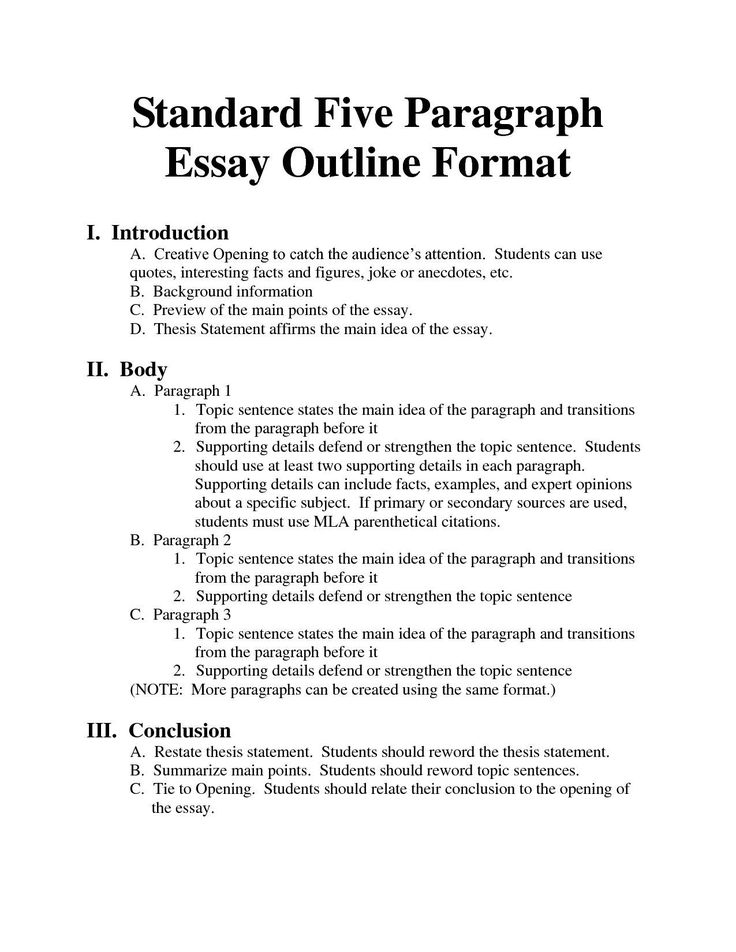 Standard Five Paragraph
Essay Outline Format
I. Introduction
A. Creative Opening to catch the audience’s attention. Students can use
quotes, interesting facts and figures, joke or anecdotes, etc.
B. Background information
C. Preview of the main points of the essay.
D. Thesis Statement affirms the main idea of the essay.
II. Body
A. Paragraph 1
1. Topic sentence states the main idea of the paragraph and transitions
from the paragraph before it
2. Supporting details defend or strengthen the topic sentence. Students
should use at least two supporting details in each paragraph.
Supporting details can include facts, examples, and expert opinions
about a specific subject. If primary or secondary sources are used,
students must use MLA parenthetical citations.
B. Paragraph 2
1. Topic sentence states the main idea of the paragraph and transitions
from the paragraph before it
2. Supporting details defend or strengthen the topic sentence
C. Paragraph 3
1. Topic sentence states the main idea of the paragraph and transitions
from the paragraph before it
2. Supporting details defend or strengthen the topic sentence
(NOTE: More paragraphs can be created using the same format.)
III. Conclusion
A. Restate thesis statement. Students should reword the thesis statement.
B. Summarize main points. Students should reword topic sentences.
C. Tie to Opening. Students should relate their conclusion to the opening of
the essay.